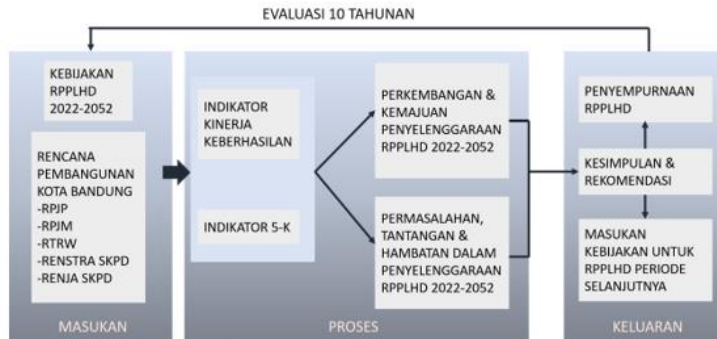 EVALUASI 10 TAHUNAN
KEBIJAKAN
RPPLHD
2022-2052
RENCANA
PEMBANGUNAN
KOTA BANDUNG
-RPJP
-RPJM
-RTRW
-RENSTRA SKPD
-RENJA SKPD
MASUKAN
INDIKATOR
KINERJA
KEBERHASILAN
INDIKATOR 5-K
PERKEMBANGAN &
KEMAJUAN
PENYELENGGARAAN
RPPLHD 2022-2052
PERMASALAHAN,
TANTANGAN &
HAMBATAN DALAM
PENYELENGGARAAN
RPPLHD 2022-2052
PROSES
PENYEMPURNAAN
RPPLHD
KESIMPULAN &
REKOMENDASI
MASUKAN
KEBIJAKAN UNTUK
RPPLHD PERIODE
SELANJUTNYA
KELUARAN